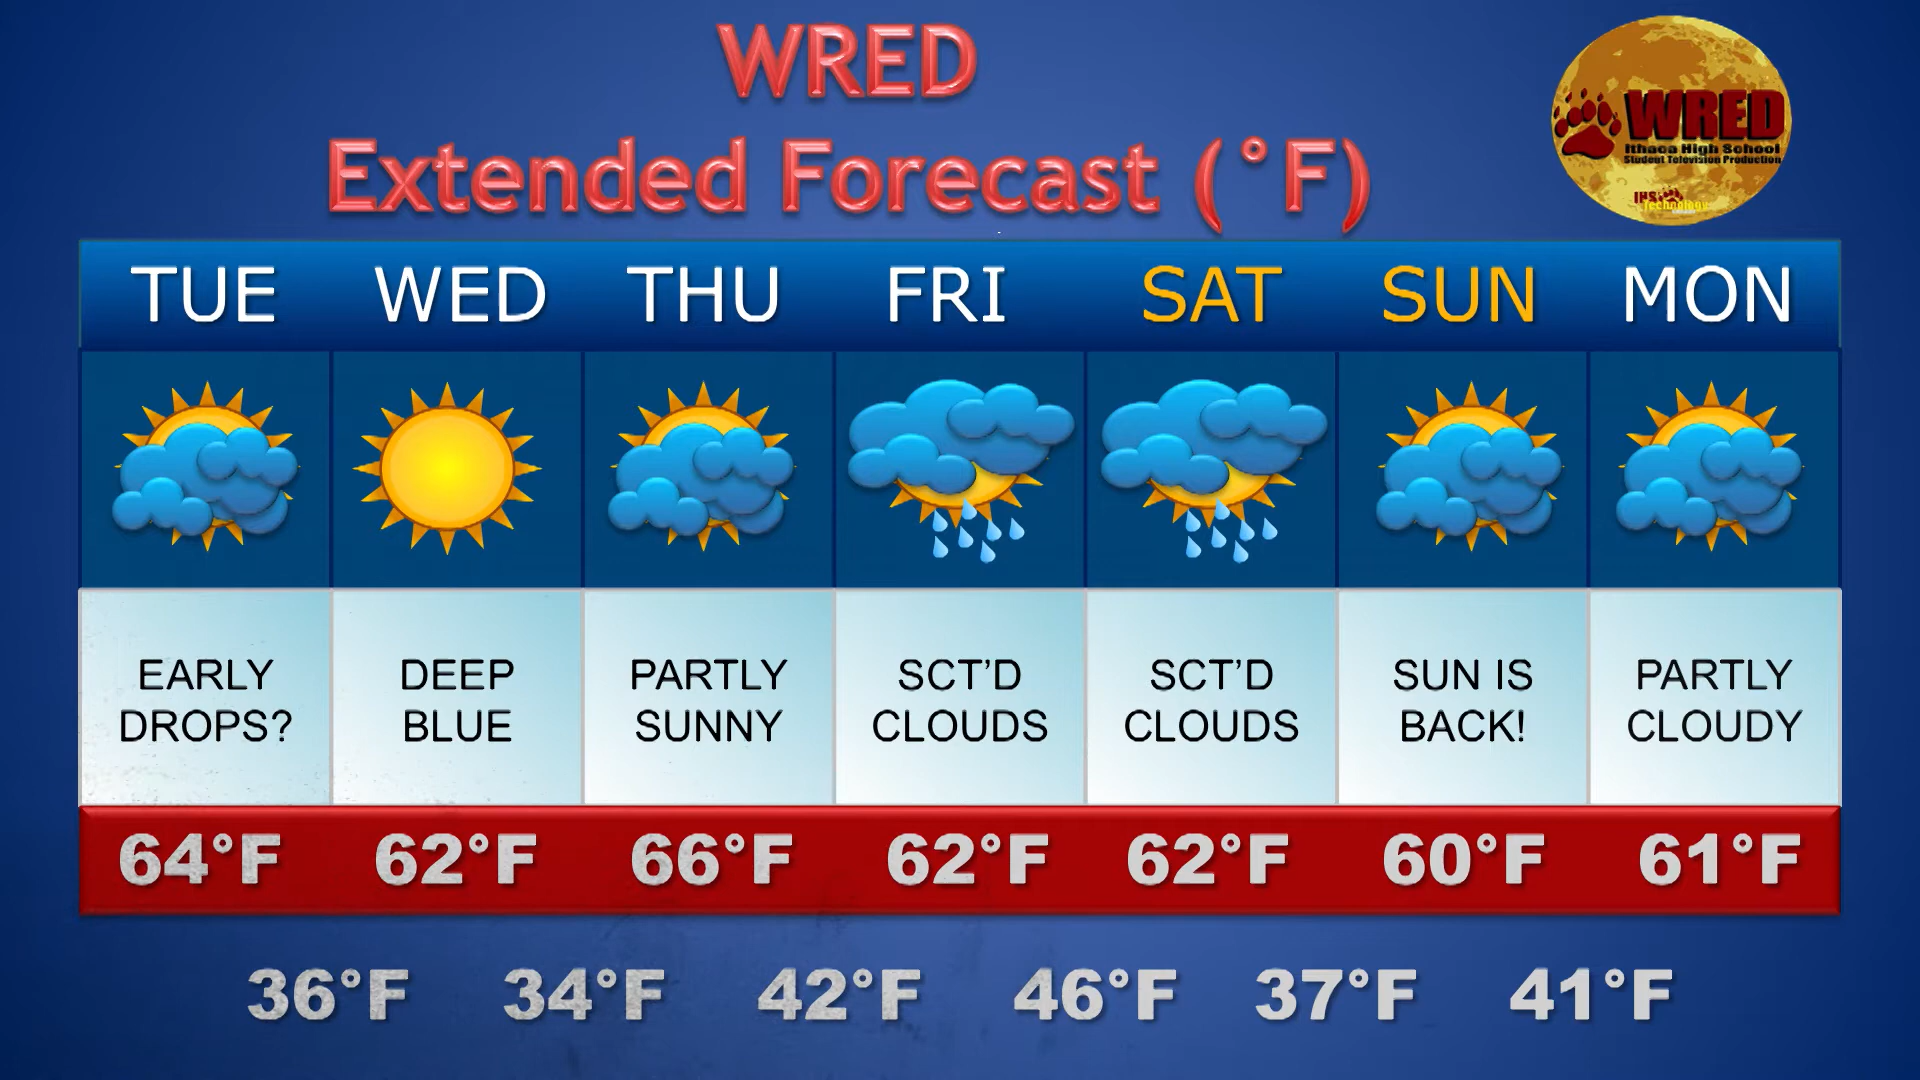 WRED
Extended Forecast (°F)
WRED
Ithaca High School
Student Television Production
IHS
Technology
TUE WED THU FRI SAT SUN MON
EARLY DROPS? DEEP BLUE PARTLY SUNNY SCT’D CLOUDS SCT’D CLOUDS SUN IS BACK! PARTLY CLOUDY
64°F 62°F 66°F 62°F 62°F 60°F 61°F
36°F 34°F 42°F 46°F 37°F 41°F